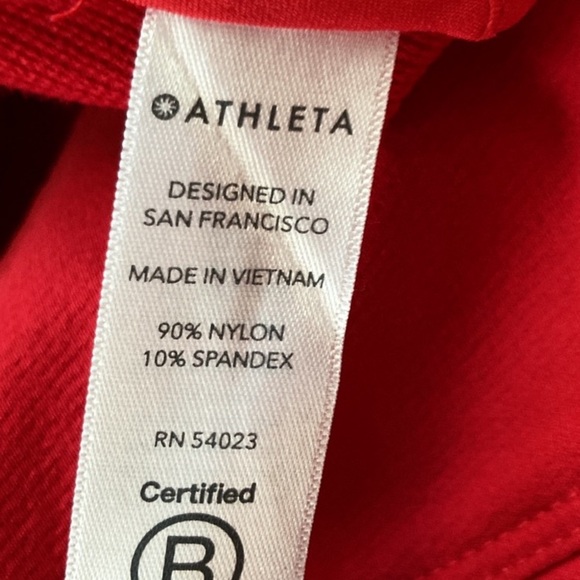 ATHLETA
DESIGNED IN
SAN FRANCISCO
MADE IN VIETNAM
90% NYLON
10% SPANDEX
RN 54023
Certified
B